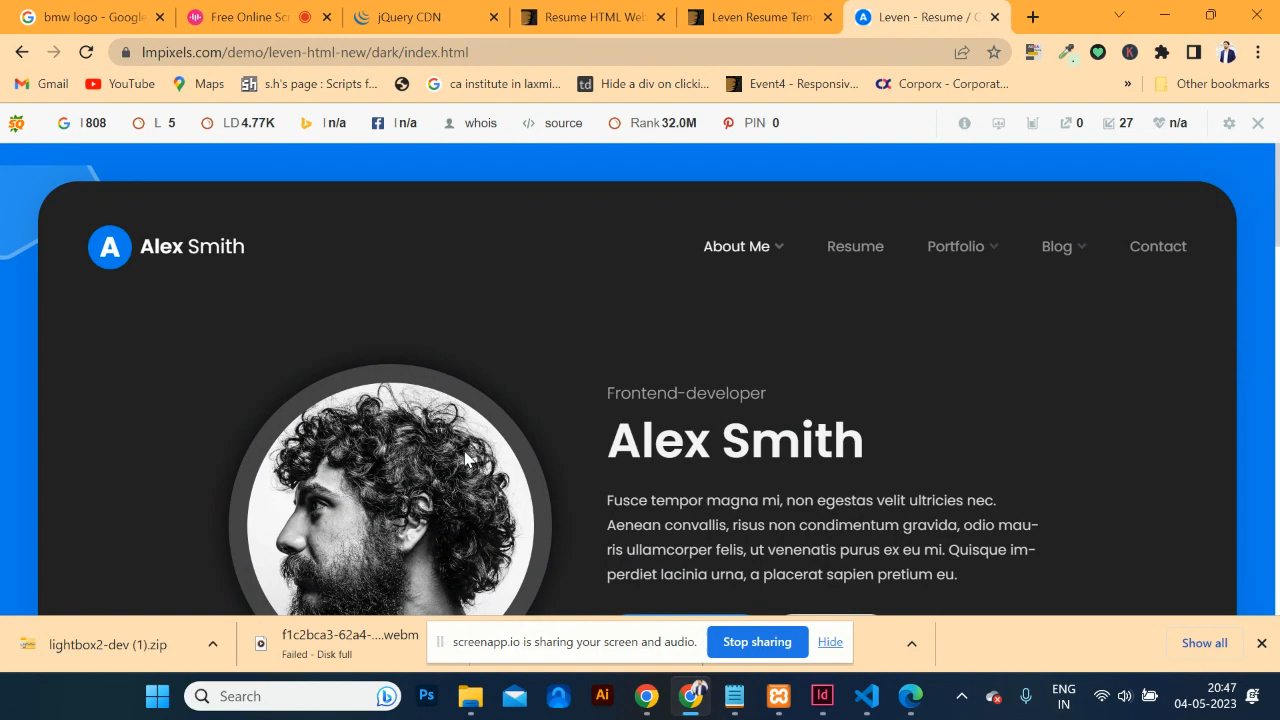 bmw logo - Google
Free Online Scr
jQuery CDN
Resume HTML Web
Leven Resume Tem
Leven - Resume / C
lmpixels.com/demo/leven-html-new/dark/index.html
Gmail
YouTube
Maps
s.h's page : Scripts f...
ca institute in laxmi...
Hide a div on clicki...
Event4 - Responsiv...
Corporx - Corporat...
»
Other bookmarks
I 808
L 5
LD 4.77K
I n/a
I n/a
whois
source
Rank 32.0M
PIN 0
0
27
n/a
A Alex Smith
About Me
Resume
Portfolio
Blog
Contact
Frontend-developer
Alex Smith
Fusce tempor magna mi, non egestas velit ultricies nec.
Aenean convallis, risus non condimentum gravida, odio mau-
ris ullamcorper felis, ut venenatis purus ex eu mi. Quisque im-
perdiet lacinia urna, a placerat sapien pretium eu.
lightbox2-dev (1).zip
f1c2bca3-62a4-....webm
Failed - Disk full
screenapp.io is sharing your screen and audio.
Stop sharing
Hide
Show all
Search
Ps
Ai
Id
ENG
IN
20:47
04-05-2023